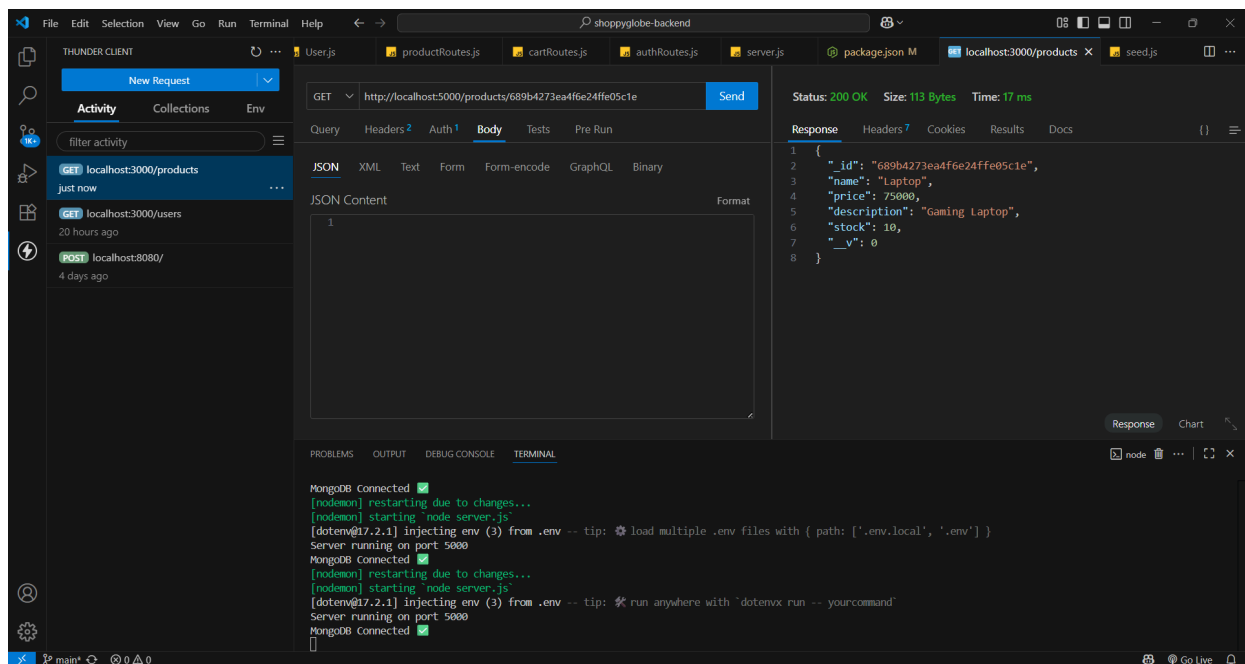 File Edit Selection View Go Run Terminal Help
shoppyglobe-backend
THUNDER CLIENT
User.js productRoutes.js cartRoutes.js authRoutes.js server.js package.json M GET localhost:3000/products seed.js
New Request
Activity Collections Env
filter activity
GET localhost:3000/products
just now
GET localhost:3000/users
20 hours ago
POST localhost:8080/
4 days ago
1K+
GET http://localhost:5000/products/689b4273ea4f6e24ffe05c1e Send
Query Headers 2 Auth 1 Body Tests Pre Run
JSON XML Text Form Form-encode GraphQL Binary
JSON Content Format
1
Status: 200 OK Size: 113 Bytes Time: 17 ms
Response Headers 7 Cookies Results Docs {}
1 {
2 "_id": "689b4273ea4f6e24ffe05c1e",
3 "name": "Laptop",
4 "price": 75000,
5 "description": "Gaming Laptop",
6 "stock": 10,
7 "__v": 0
8 }
Response Chart
PROBLEMS OUTPUT DEBUG CONSOLE TERMINAL node
MongoDB Connected ✅
[nodemon] restarting due to changes...
[nodemon] starting `node server.js`
[dotenv@17.2.1] injecting env (3) from .env -- tip: ⚙️ load multiple .env files with { path: ['.env.local', '.env'] }
Server running on port 5000
MongoDB Connected ✅
[nodemon] restarting due to changes...
[nodemon] starting `node server.js`
[dotenv@17.2.1] injecting env (3) from .env -- tip: 🛠️ run anywhere with `dotenvx run -- yourcommand`
Server running on port 5000
MongoDB Connected ✅
main* 0 0 Go Live